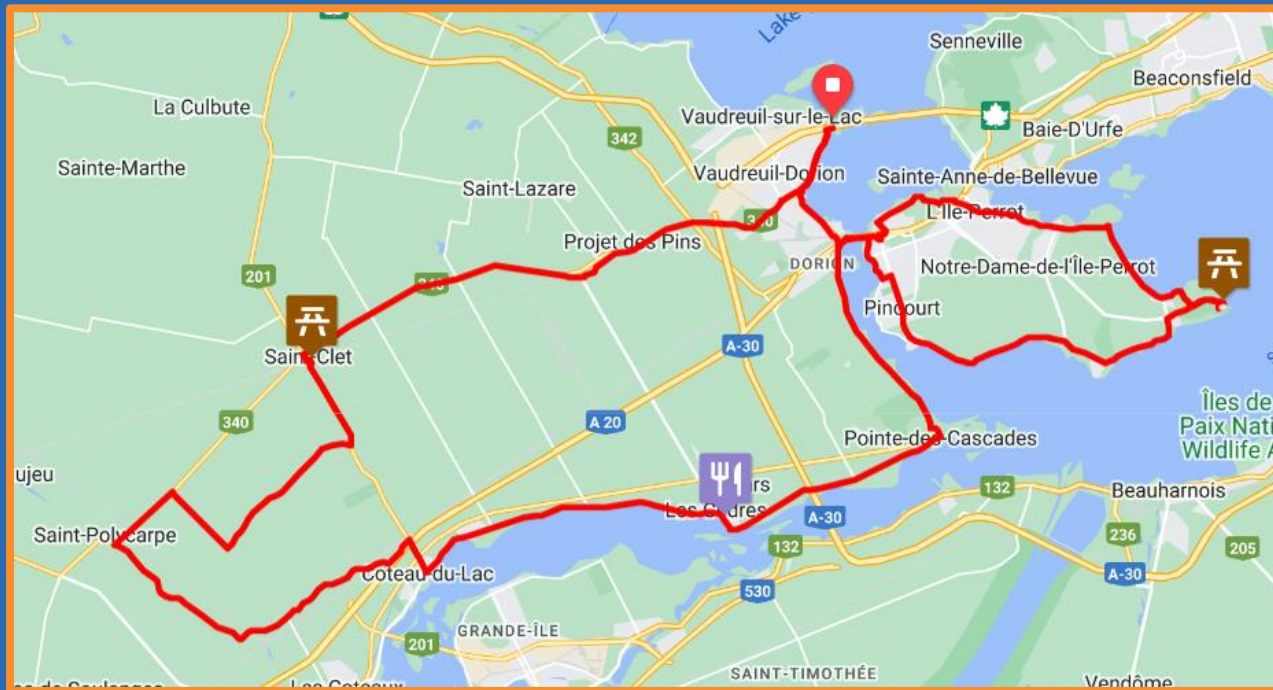 Lake
Senneville
Beaconsfield
La Culbute
Vaudreuil-sur-le-Lac
Baie-D'Urfe
342
Sainte-Marthe
Vaudreuil-Dorion
Sainte-Anne-de-Bellevue
Saint-Lazare
L'Île-Perrot
Projet des Pins
201
DORION
Notre-Dame-de-l'Île-Perrot
Pincourt
A-30
Saint-Clet
Îles de
Paix Nati
Wildlife A
340
A 20
Pointe-des-Cascades
ujeu
132
Beauharnois
Les Cèdres
A-30
Saint-Polycarpe
132
236
205
Coteau-du-Lac
A-30
530
GRANDE-ÎLE
201
SAINT-TIMOTHÉE
Vendôme